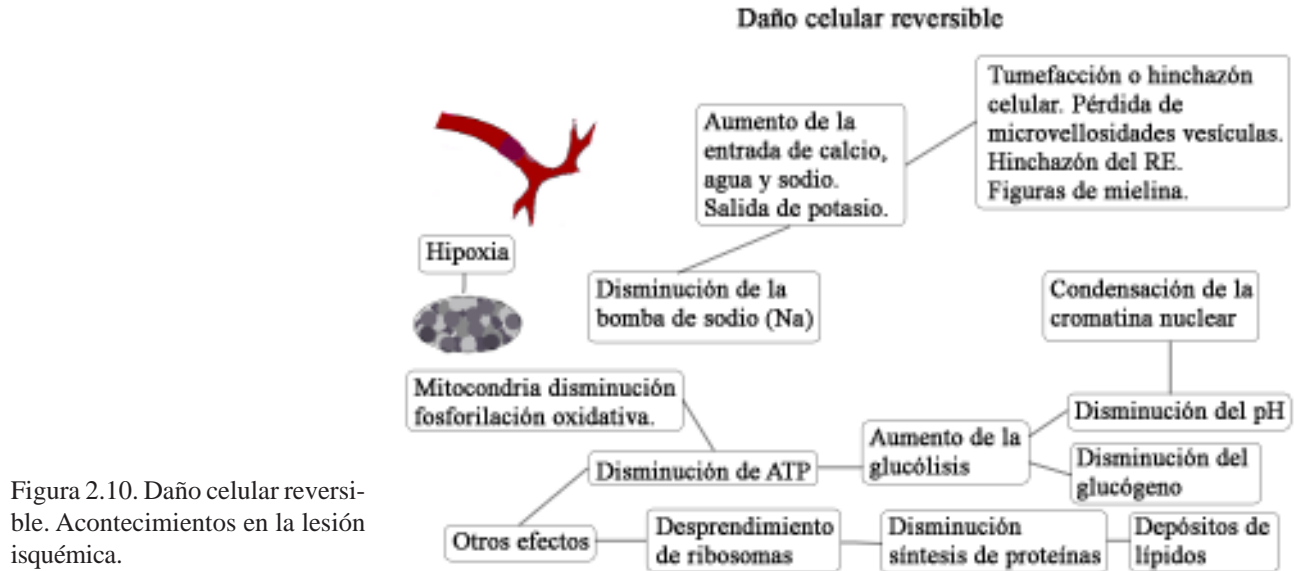 Daño celular reversible
Tumefacción o hinchazón
celular. Pérdida de
microvellosidades vesículas.
Hinchazón del RE.
Figuras de mielina.
Aumento de la
entrada de calcio,
agua y sodio.
Salida de potasio.
Hipoxia
Disminución de la
bomba de sodio (Na)
Condensación de la
cromatina nuclear
Mitocondria disminución
fosforilación oxidativa.
Disminución del pH
Aumento de la
glucólisis
Disminución de ATP
Disminución del
glucógeno
Otros efectos
Desprendimiento
de ribosomas
Disminución
síntesis de proteínas
Depósitos de
lípidos
Figura 2.10. Daño celular reversi-
ble. Acontecimientos en la lesión
isquémica.